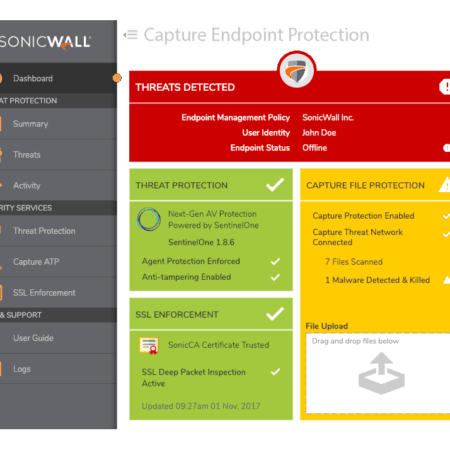 SONICWALL
Dashboard
AT PROTECTION
Summary
Threats
Activity
RITY SERVICES
Threat Protection
Capture ATP
SSL Enforcement
& SUPPORT
User Guide
Logs
Capture Endpoint Protection
THREATS DETECTED
Endpoint Management Policy SonicWall Inc.
User Identity John Doe
Endpoint Status Offline
THREAT PROTECTION
Next-Gen AV Protection
Powered by SentinelOne
SentinelOne 1.8.6
Agent Protection Enforced
Anti-tampering Enabled
SSL ENFORCEMENT
SonicCA Certificate Trusted
SSL Deep Packet Inspection
Active
Updated 09:27am 01 Nov, 2017
CAPTURE FILE PROTECTION
Capture Protection Enabled
Capture Threat Network
Connected
7 Files Scanned
1 Malware Detected & Killed
File Upload
Drag and drop files below